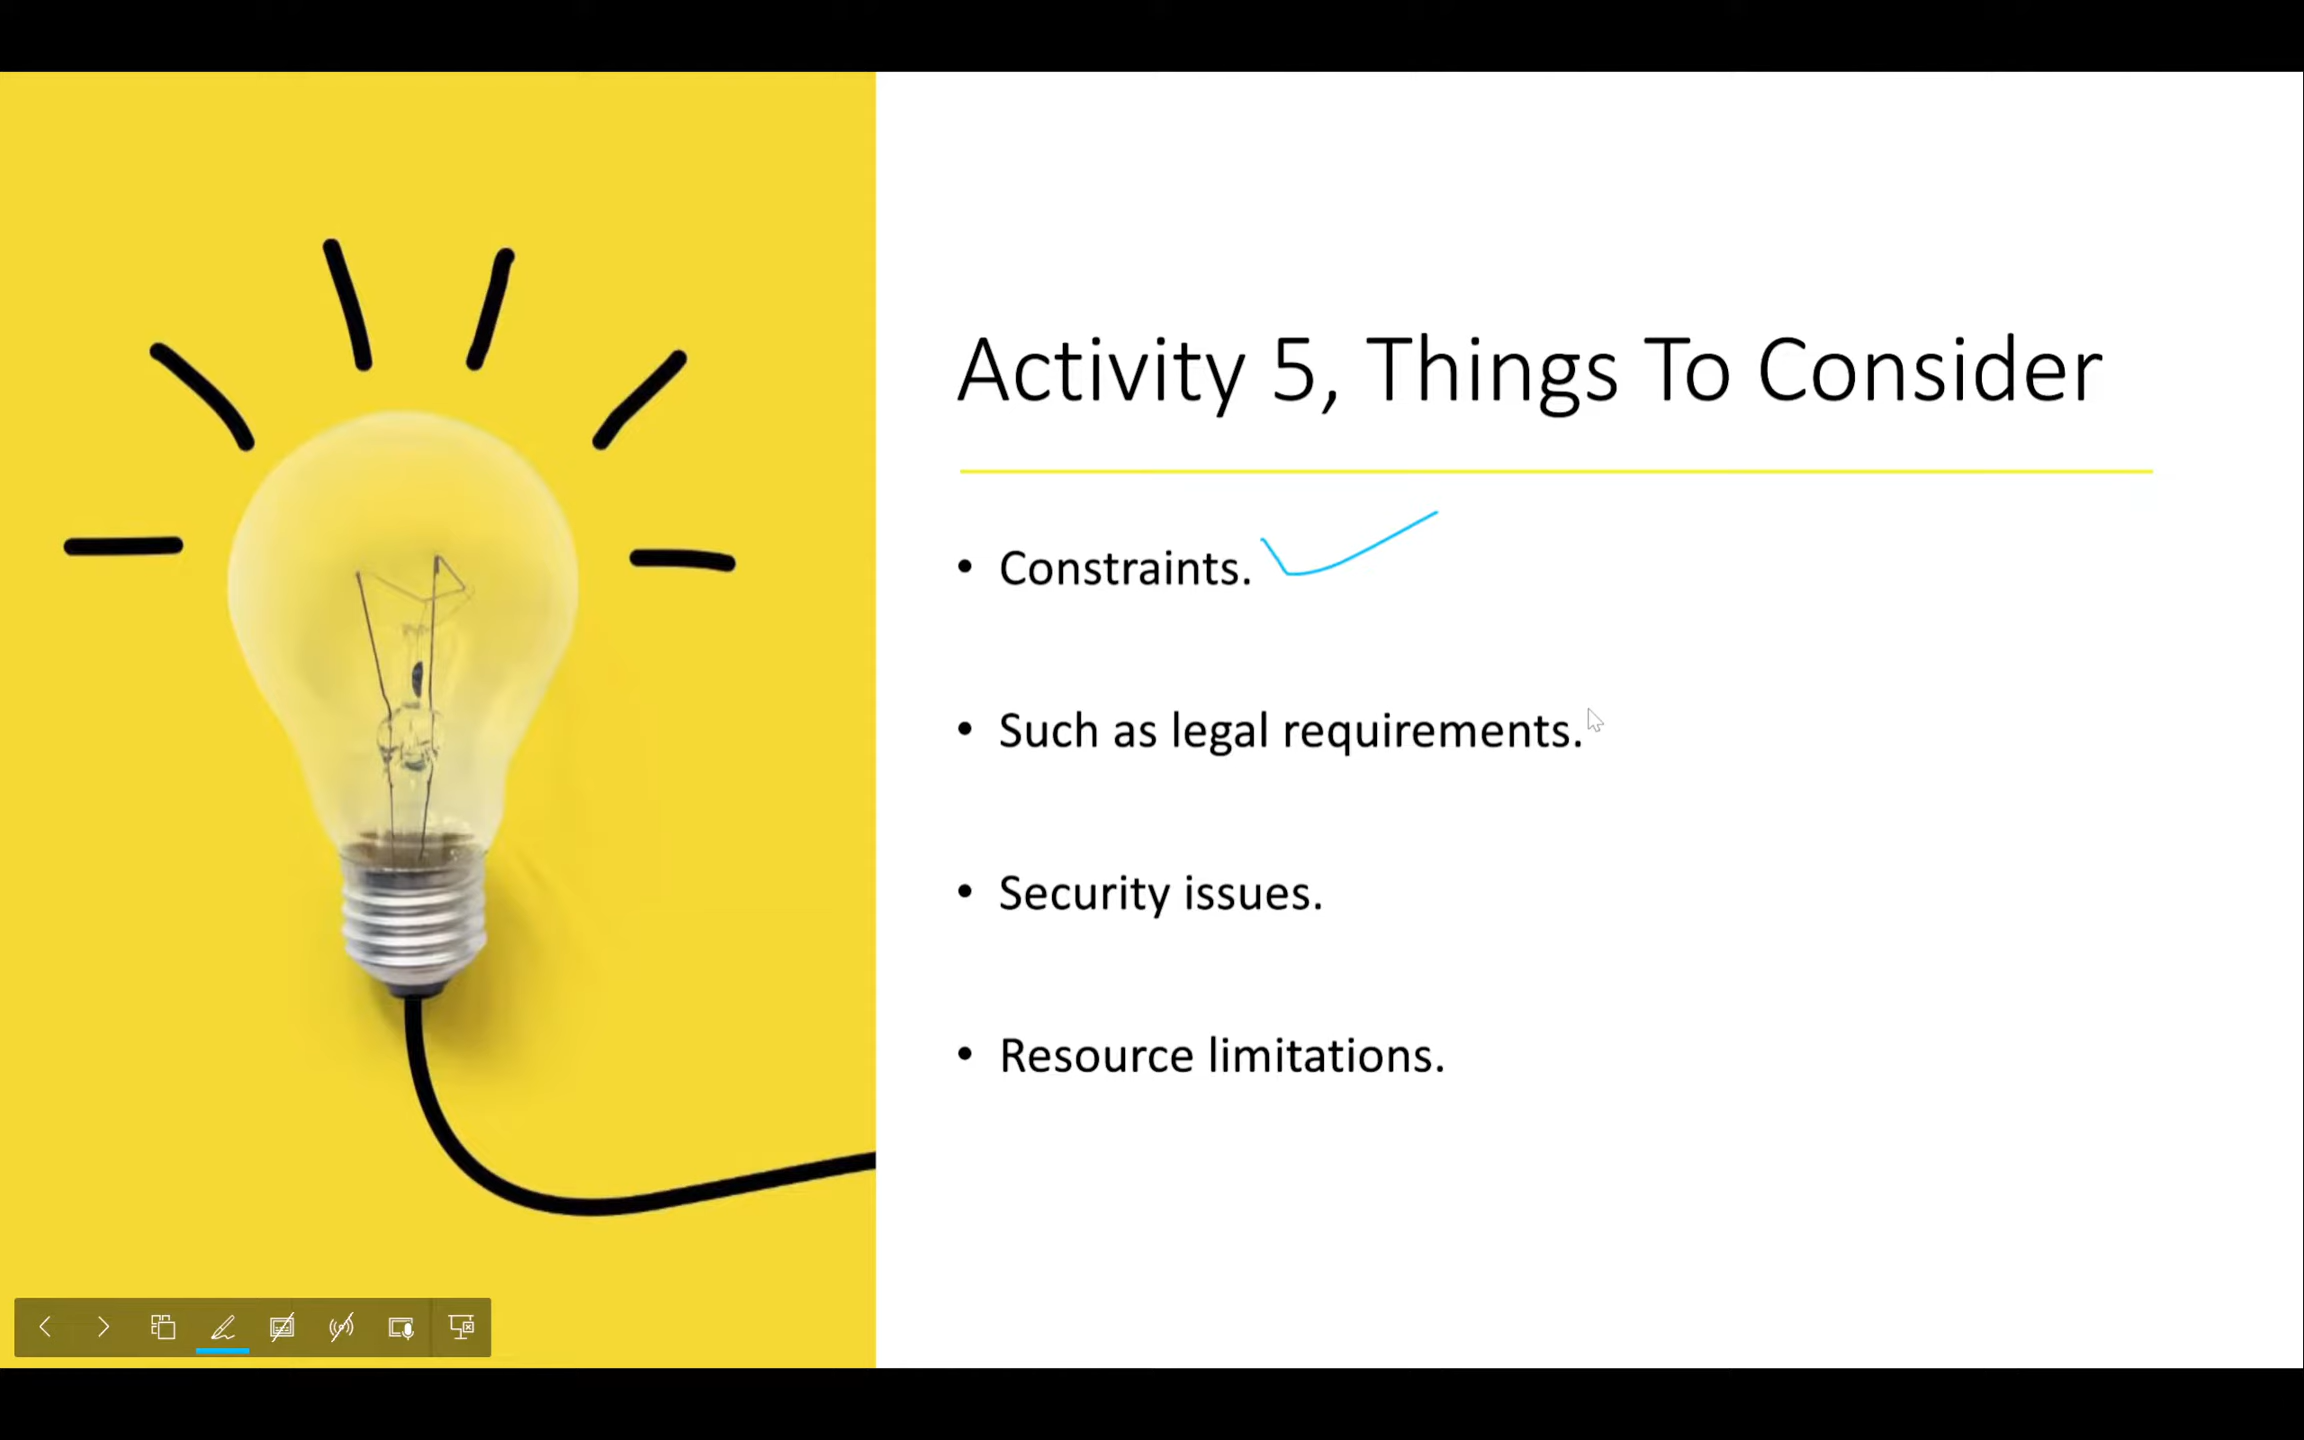 Activity 5, Things To Consider
• Constraints.
• Such as legal requirements.
• Security issues.
• Resource limitations.